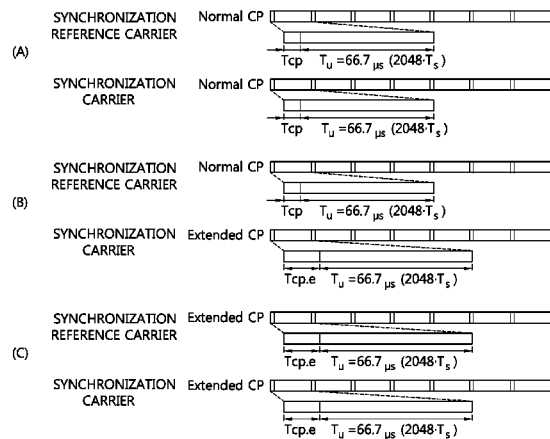 SYNCHRONIZATION
REFERENCE CARRIER
Normal CP
(A)
Tcp
Tu=66.7 μs (2048·Ts)
SYNCHRONIZATION
CARRIER
Normal CP
Tcp
Tu=66.7 μs (2048·Ts)
SYNCHRONIZATION
REFERENCE CARRIER
Normal CP
(B)
Tcp
Tu=66.7 μs (2048·Ts)
SYNCHRONIZATION
CARRIER
Extended CP
Tcp.e
Tu=66.7 μs (2048·Ts)
SYNCHRONIZATION
REFERENCE CARRIER
Extended CP
(C)
Tcp.e
Tu=66.7 μs (2048·Ts)
SYNCHRONIZATION
CARRIER
Extended CP
Tcp.e
Tu=66.7 μs (2048·Ts)